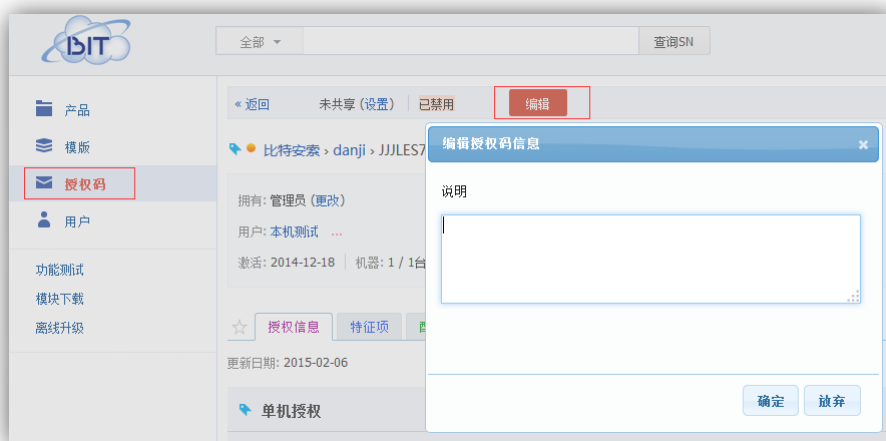 BIT
全部
查询SN
产品
模版
授权码
用户
功能测试
模块下载
离线升级
« 返回 未共享 (设置) 已禁用 编辑
比特安索 › danji › JJJLES7
拥有: 管理员 (更改)
用户: 本机测试 ...
激活: 2014-12-18 机器: 1 / 1台
授权信息 特征项
更新日期: 2015-02-06
单机授权
编辑授权码信息
说明
确定 放弃